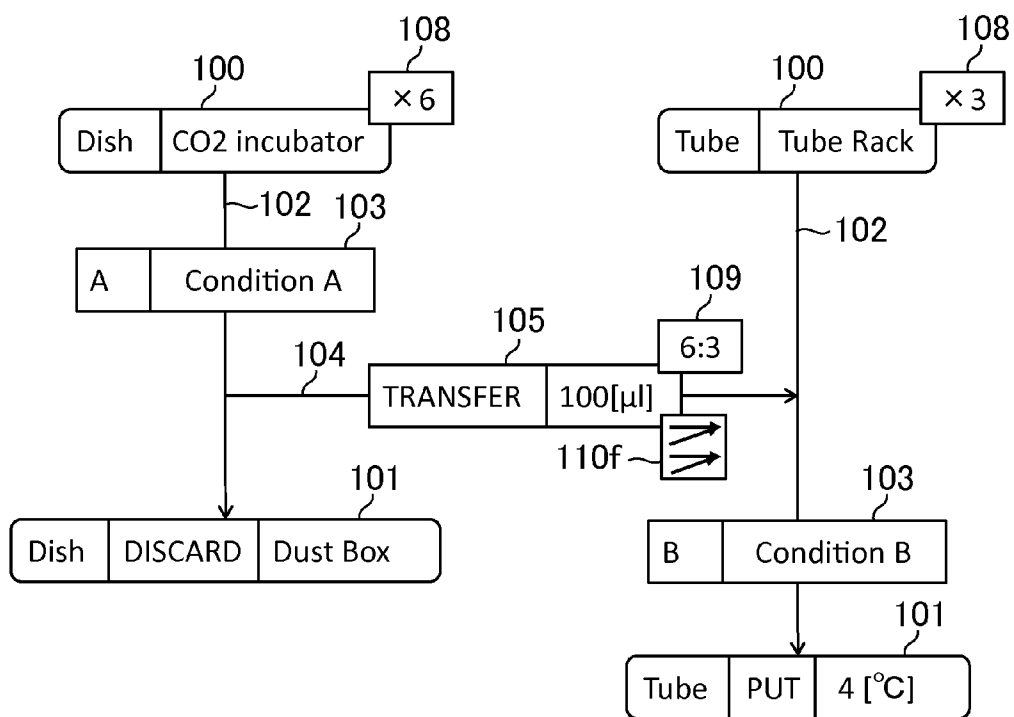 108
108
100
× 6
100
× 3
Dish CO2 incubator
Tube Tube Rack
102
103
102
A Condition A
109
105
6:3
104
TRANSFER 100[μl]
110f
101
103
Dish DISCARD Dust Box
B Condition B
101
Tube PUT 4 [℃]